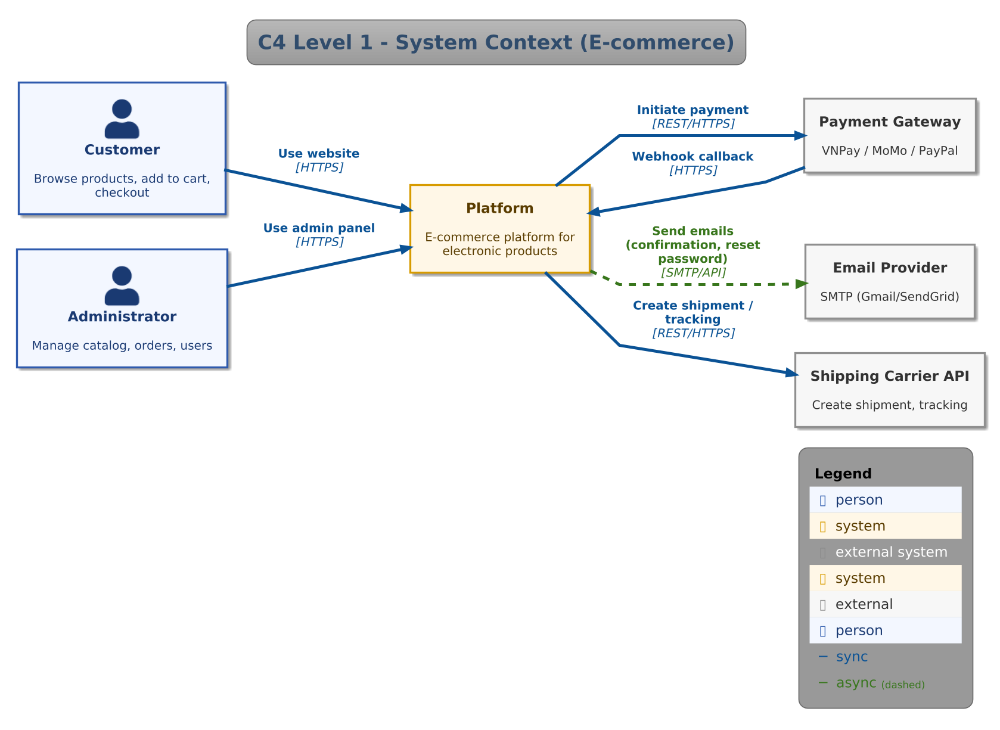 C4 Level 1 - System Context (E-commerce)
Customer
Browse products, add to cart,
checkout
Use website
[HTTPS]
Administrator
Manage catalog, orders, users
Use admin panel
[HTTPS]
Platform
E-commerce platform for
electronic products
Initiate payment
[REST/HTTPS]
Webhook callback
[HTTPS]
Send emails
(confirmation, reset
password)
[SMTP/API]
Create shipment /
tracking
[REST/HTTPS]
Payment Gateway
VNPay / MoMo / PayPal
Email Provider
SMTP (Gmail/SendGrid)
Shipping Carrier API
Create shipment, tracking
Legend
person
system
external system
system
external
person
sync
async (dashed)